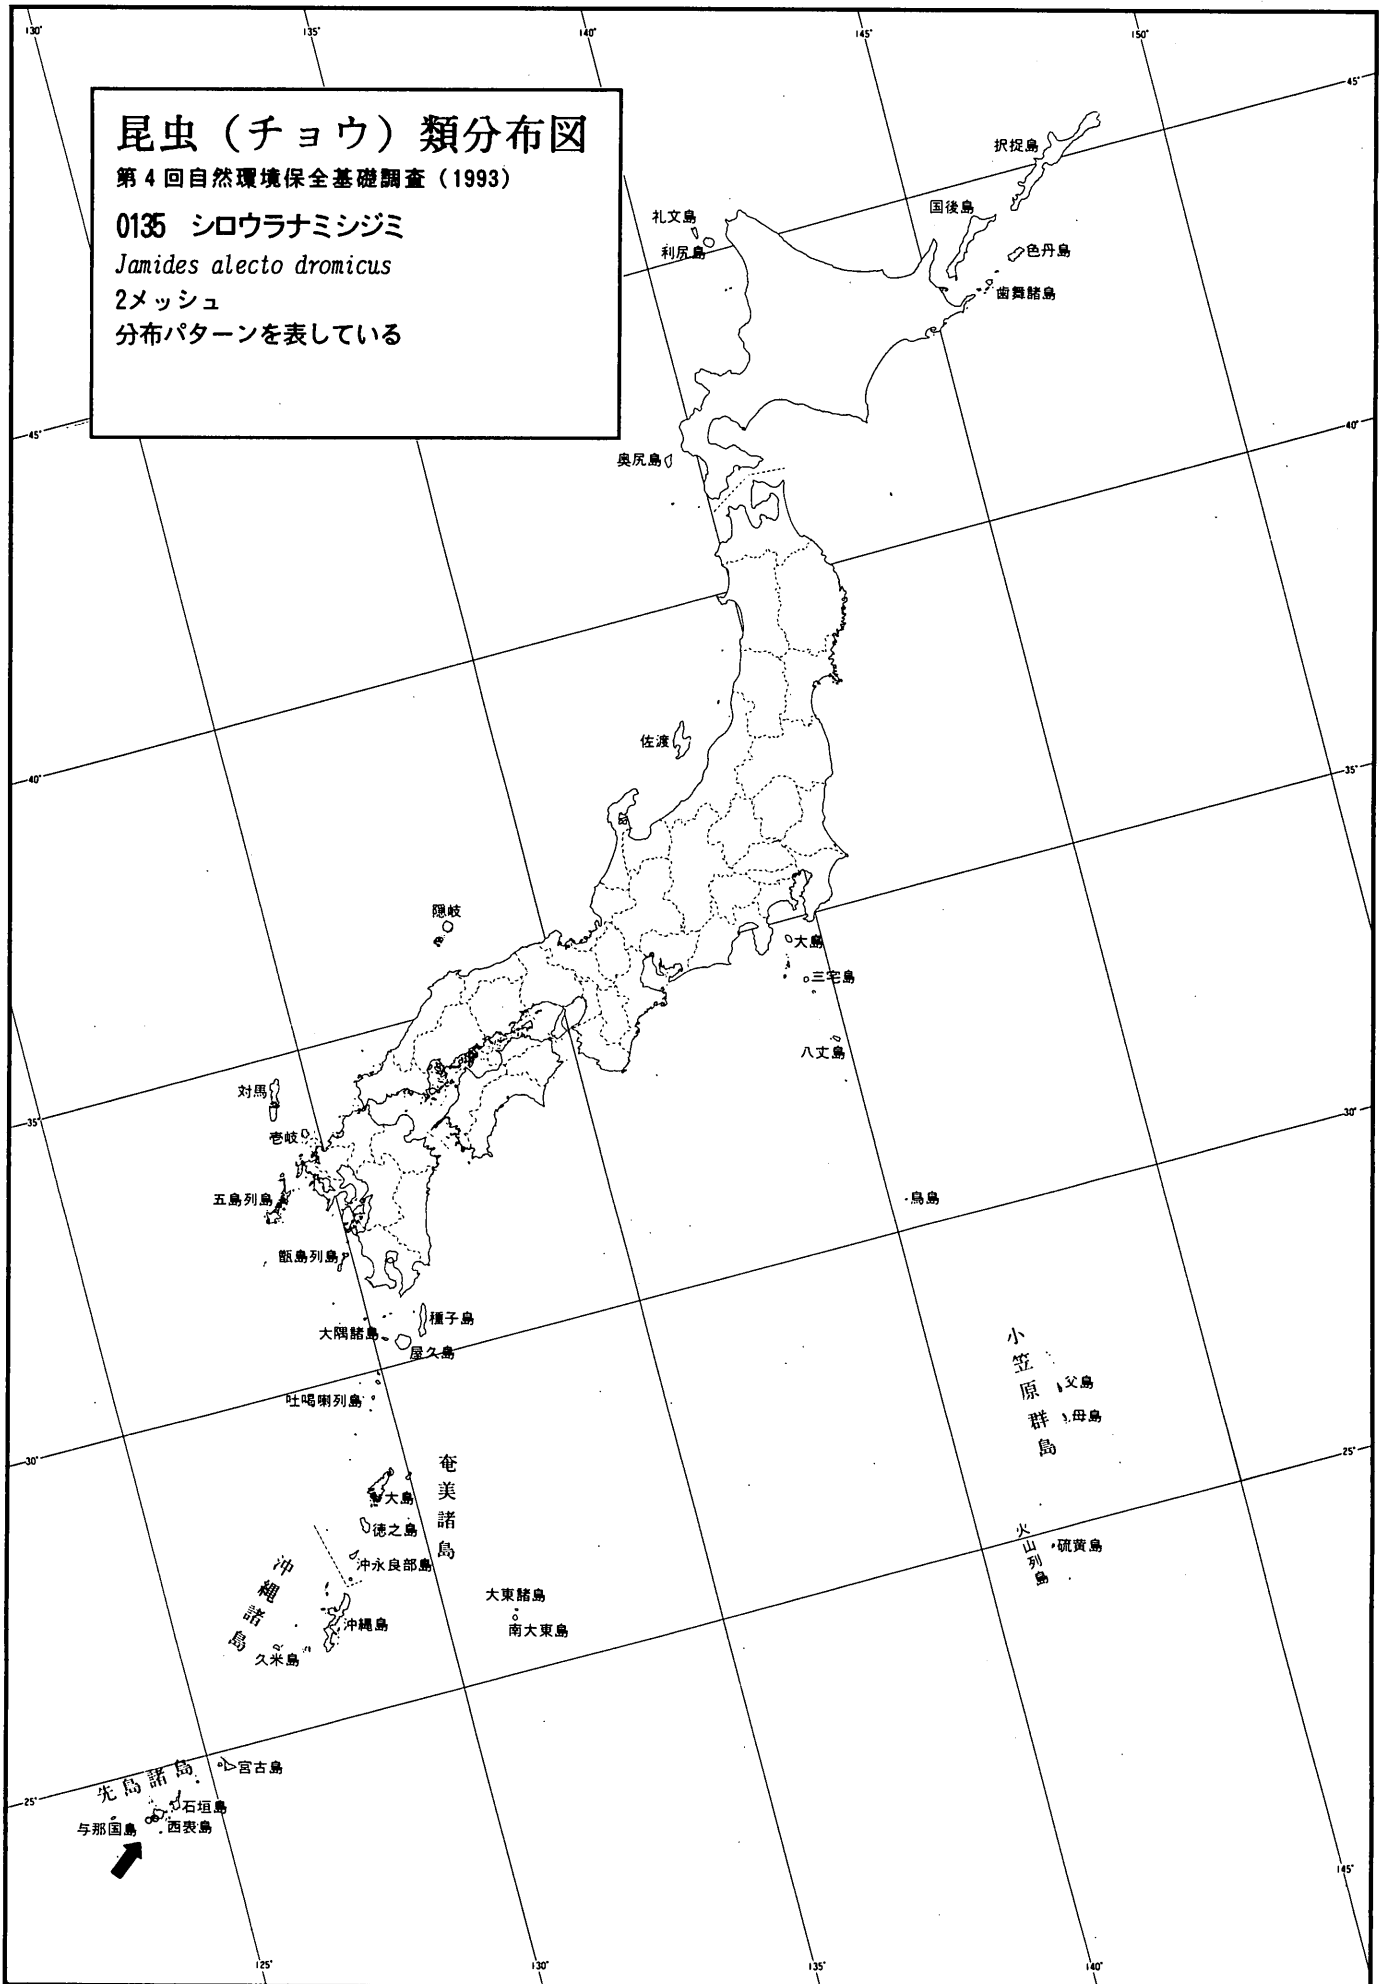 130°
135°
140°
145°
150°
45°
昆虫（チョウ）類分布図
第4回自然環境保全基礎調査（1993）
0135 シロウラナミシジミ
Jamides alecto dromicus
2メッシュ
分布パターンを表している
択捉島
国後島
礼文島
利尻島
色丹島
歯舞諸島
45°
40°
奥尻島
佐渡
40°
35°
隠岐
大島
三宅島
八丈島
対馬
35°
30°
壱岐
五島列島
鳥島
甑島列島
種子島
大隅諸島
屋久島
吐喝喇列島
小笠原群島
父島
母島
30°
25°
奄美諸島
大島
徳之島
沖永良部島
火山列島
硫黄島
沖縄諸島
沖縄島
久米島
大東諸島
南大東島
宮古島
先島諸島
25°
石垣島
与那国島
西表島
145°
125°
130°
135°
140°